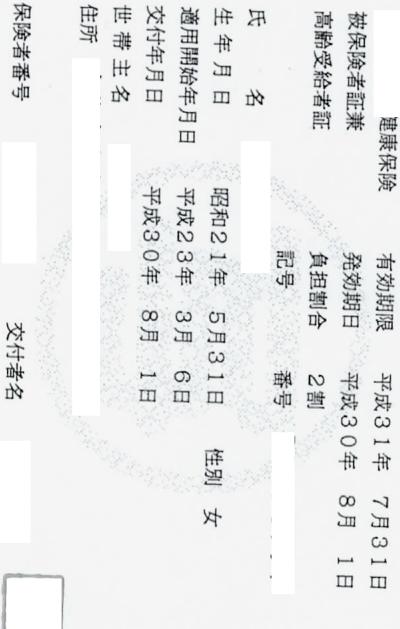 健康保険 有効期限 平成31年 7月31日
被保険者証兼 発効期日 平成30年 8月 1日
高齢受給者証 負担割合 2割
記号 番号
氏 名
生年月日 昭和21年 5月31日 性別 女
適用開始年月日 平成23年 3月 6日
交付年月日 平成30年 8月 1日
世帯主名
住所
保険者番号 交付者名